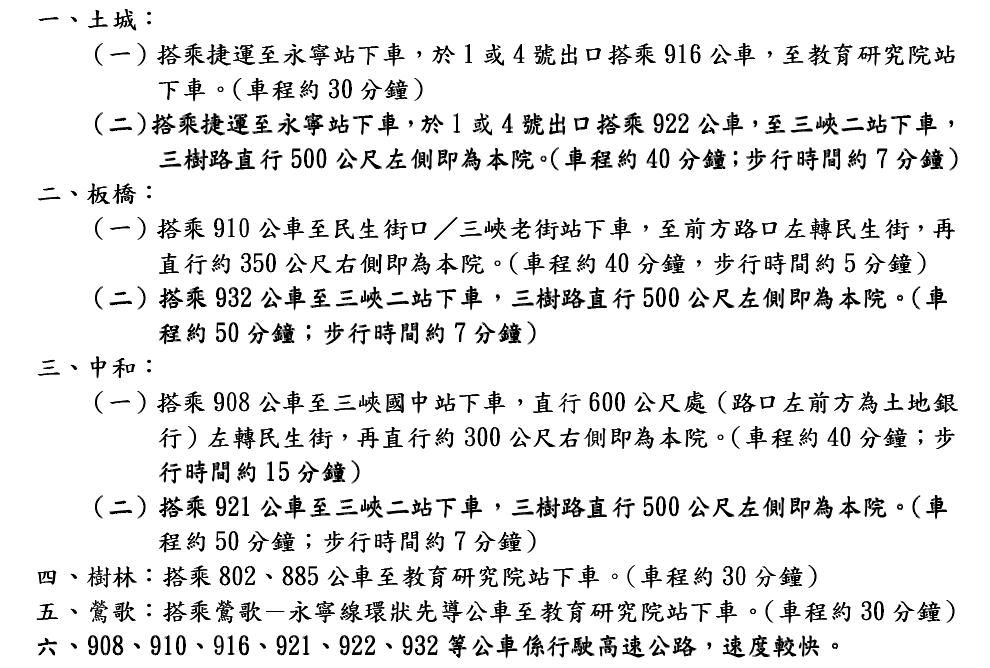 一、土城：
（一）搭乘捷運至永寧站下車，於 1 或 4 號出口搭乘 916 公車，至教育研究院站
下車。（車程約 30 分鐘）
（二）搭乘捷運至永寧站下車，於 1 或 4 號出口搭乘 922 公車，至三峽二站下車，
三樹路直行 500 公尺左側即為本院。（車程約 40 分鐘；步行時間約 7 分鐘）
二、板橋：
（一）搭乘 910 公車至民生街口／三峽老街站下車，至前方路口左轉民生街，再
直行約 350 公尺右側即為本院。（車程約 40 分鐘，步行時間約 5 分鐘）
（二）搭乘 932 公車至三峽二站下車，三樹路直行 500 公尺左側即為本院。（車
程約 50 分鐘；步行時間約 7 分鐘）
三、中和：
（一）搭乘 908 公車至三峽國中站下車，直行 600 公尺處（路口左前方為土地銀
行）左轉民生街，再直行約 300 公尺右側即為本院。（車程約 40 分鐘；步
行時間約 15 分鐘）
（二）搭乘 921 公車至三峽二站下車，三樹路直行 500 公尺左側即為本院。（車
程約 50 分鐘；步行時間約 7 分鐘）
四、樹林：搭乘 802、885 公車至教育研究院站下車。（車程約 30 分鐘）
五、鶯歌：搭乘鶯歌－永寧線環狀先導公車至教育研究院站下車。（車程約 30 分鐘）
六、908、910、916、921、922、932 等公車係行駛高速公路，速度較快。